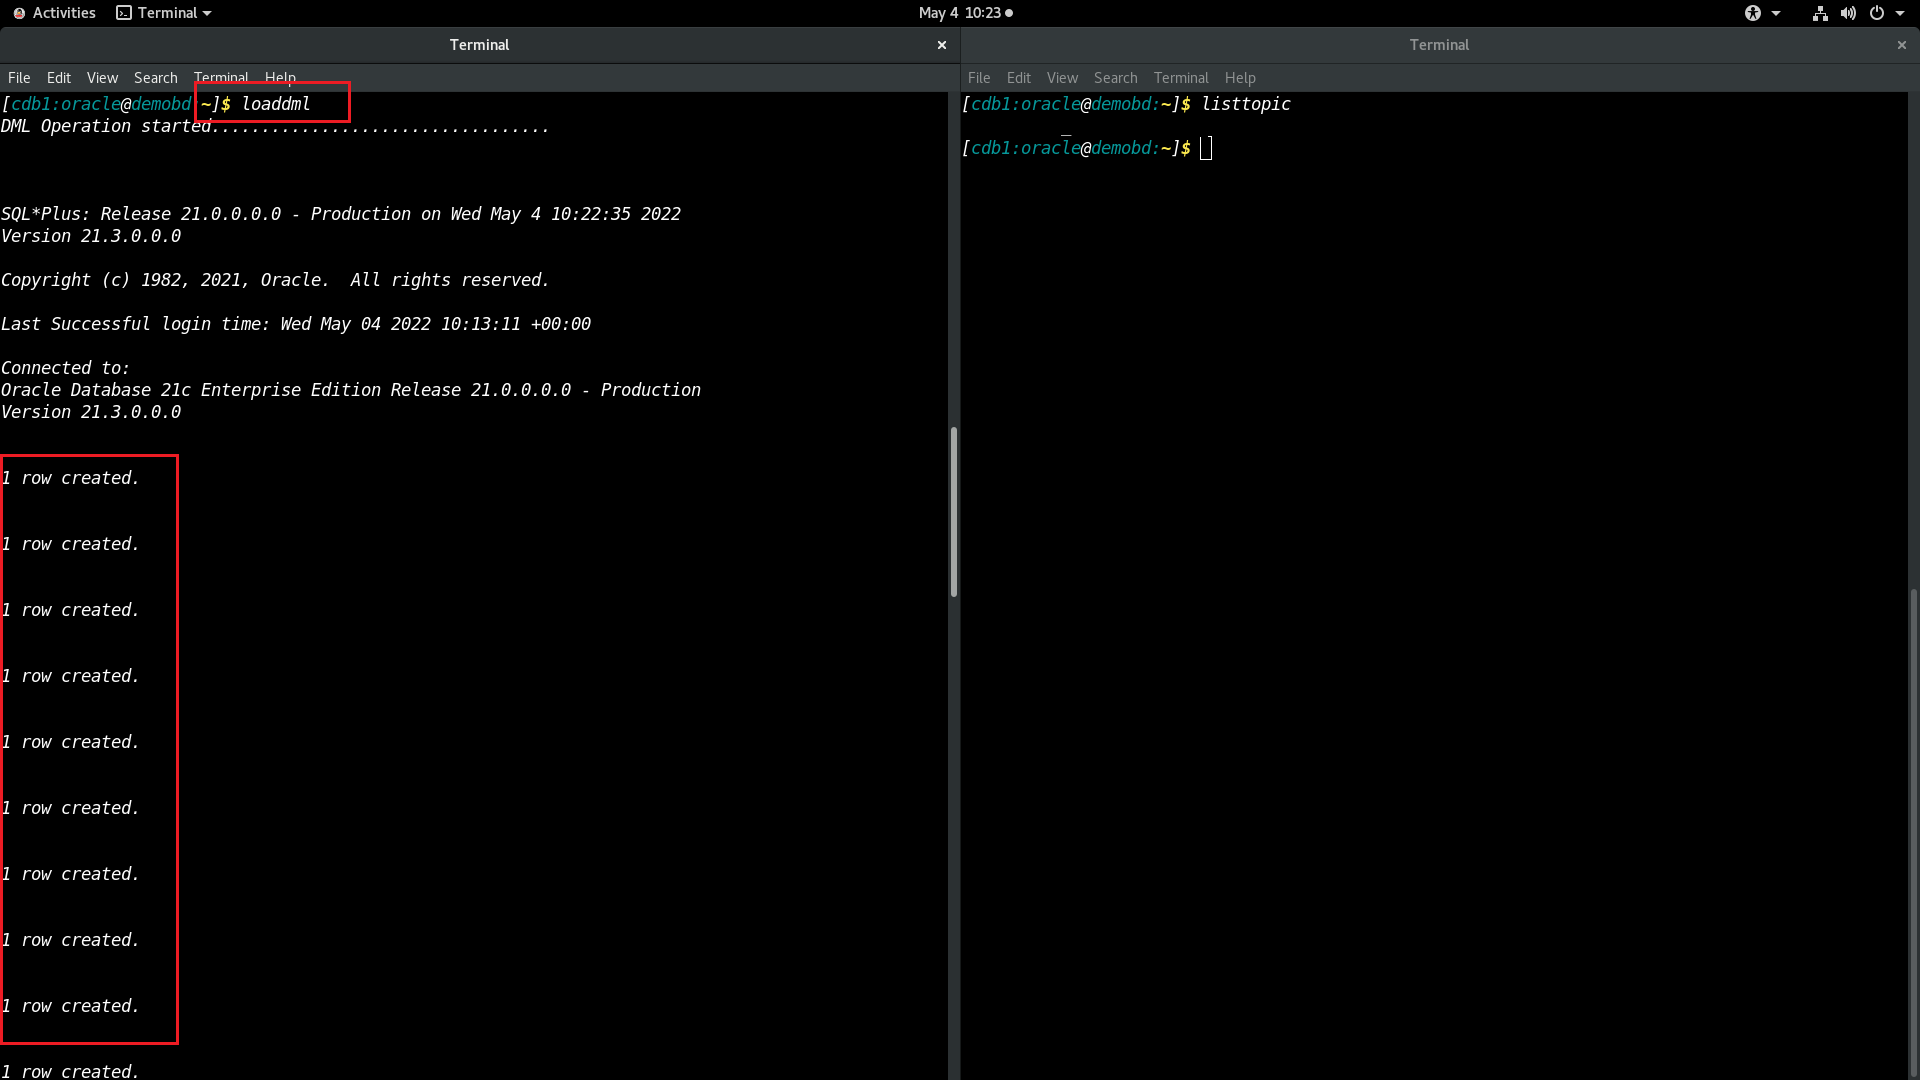 Activities Terminal May 4 10:23
Terminal
File Edit View Search Terminal Help
[cdb1:oracle@demobd ~]$ loaddml
DML Operation started..................................
SQL*Plus: Release 21.0.0.0.0 - Production on Wed May 4 10:22:35 2022
Version 21.3.0.0.0
Copyright (c) 1982, 2021, Oracle.  All rights reserved.
Last Successful login time: Wed May 04 2022 10:13:11 +00:00
Connected to:
Oracle Database 21c Enterprise Edition Release 21.0.0.0.0 - Production
Version 21.3.0.0.0
1 row created.
1 row created.
1 row created.
1 row created.
1 row created.
1 row created.
1 row created.
1 row created.
1 row created.
1 row created.
Terminal
File Edit View Search Terminal Help
[cdb1:oracle@demobd:~]$ listtopic
[cdb1:oracle@demobd:~]$